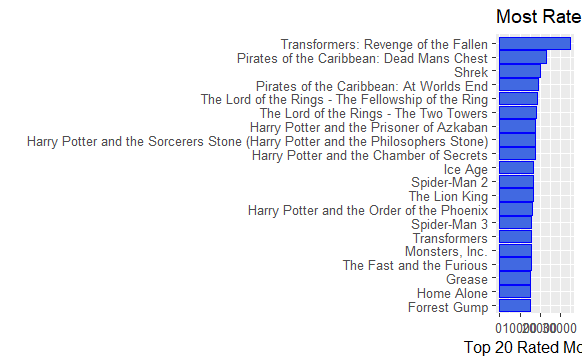 Most Rate
Transformers: Revenge of the Fallen
Pirates of the Caribbean: Dead Mans Chest
Shrek
Pirates of the Caribbean: At Worlds End
The Lord of the Rings - The Fellowship of the Ring
The Lord of the Rings - The Two Towers
Harry Potter and the Prisoner of Azkaban
Harry Potter and the Sorcerers Stone (Harry Potter and the Philosophers Stone)
Harry Potter and the Chamber of Secrets
Ice Age
Spider-Man 2
The Lion King
Harry Potter and the Order of the Phoenix
Spider-Man 3
Transformers
Monsters, Inc.
The Fast and the Furious
Grease
Home Alone
Forrest Gump
0 10000 20000 30000
Top 20 Rated Mo